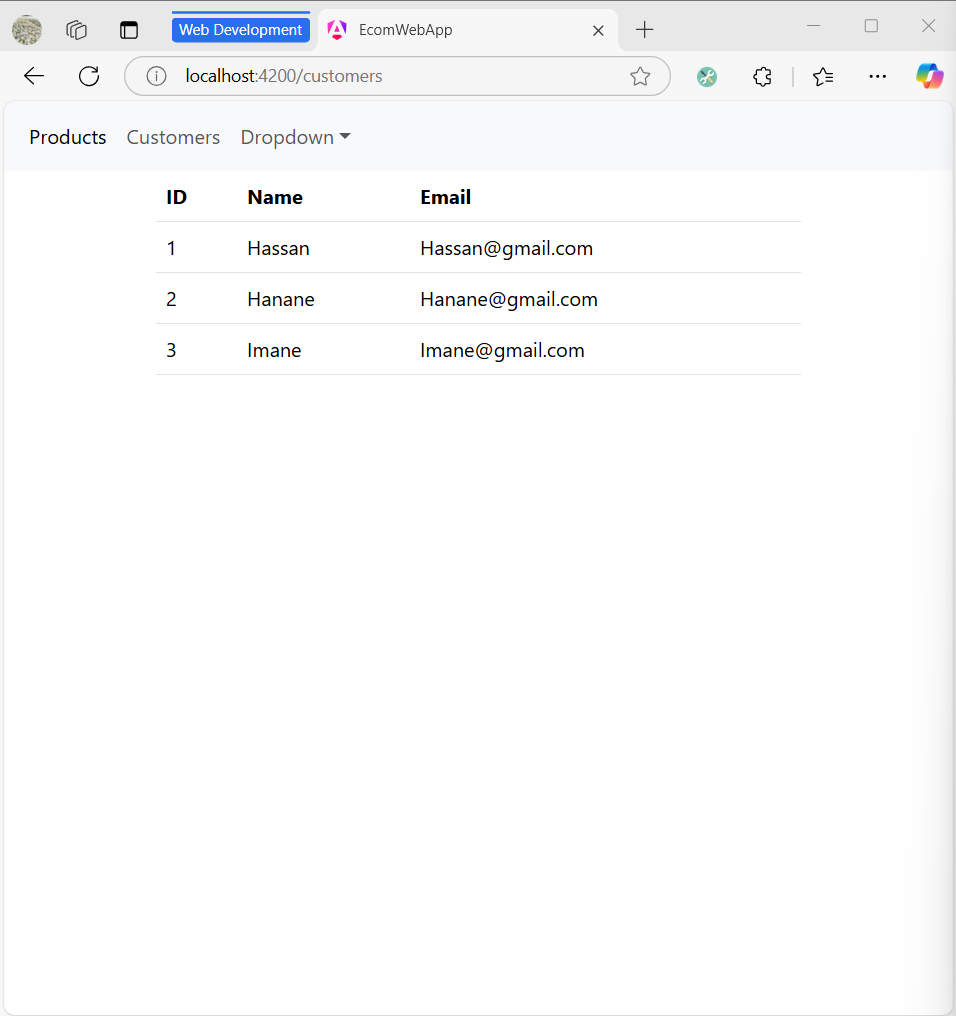 Web Development EcomWebApp
localhost:4200/customers
Products Customers Dropdown
ID Name Email
1 Hassan Hassan@gmail.com
2 Hanane Hanane@gmail.com
3 Imane Imane@gmail.com